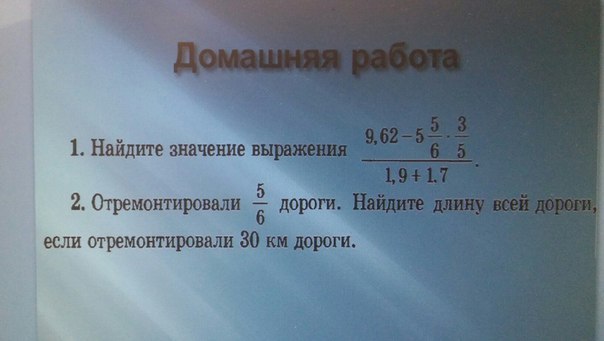 Домашняя работа
1. Найдите значение выражения (9,62 − 5 5/6 · 3/5) / (1,9 + 1,7).
2. Отремонтировали 5/6 дороги. Найдите длину всей дороги,
если отремонтировали 30 км дороги.